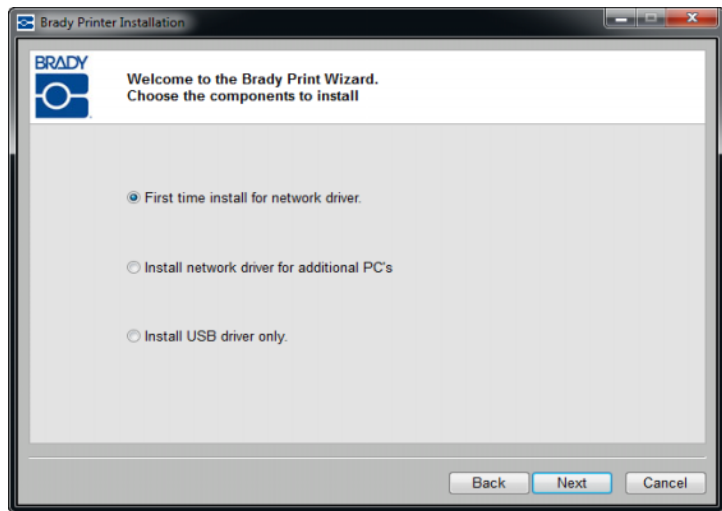 Brady Printer Installation
BRADY
Welcome to the Brady Print Wizard.
Choose the components to install
First time install for network driver.
Install network driver for additional PC's
Install USB driver only.
Back Next Cancel